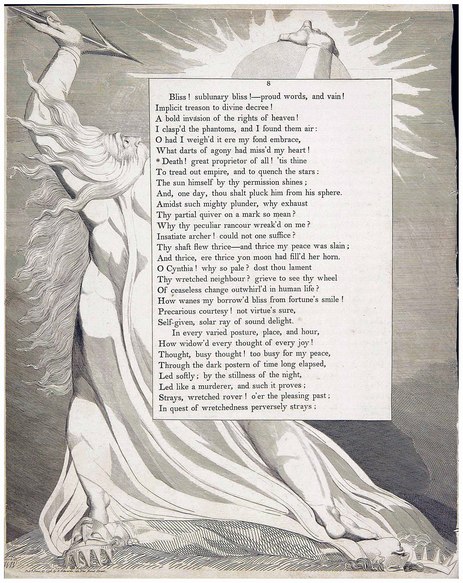 8
Bliss! sublunary bliss!—proud words, and vain!
Implicit treason to divine decree!
A bold invasion of the rights of heaven!
I clasp'd the phantoms, and I found them air:
O had I weigh'd it ere my fond embrace,
What darts of agony had miss'd my heart!
* Death! great proprietor of all! 'tis thine
To tread out empire, and to quench the stars:
The sun himself by thy permission shines;
And, one day, thou shalt pluck him from his sphere.
Amidst such mighty plunder, why exhaust
Thy partial quiver on a mark so mean?
Why thy peculiar rancour wreak'd on me?
Insatiate archer! could not one suffice?
Thy shaft flew thrice—and thrice my peace was slain;
And thrice, ere thrice yon moon had fill'd her horn.
O Cynthia! why so pale? dost thou lament
Thy wretched neighbour? grieve to see thy wheel
Of ceaseless change outwhirl'd in human life?
How wanes my borrow'd bliss from fortune's smile!
Precarious courtesy! not virtue's sure,
Self-given, solar ray of sound delight.
In every varied posture, place, and hour,
How widow'd every thought of every joy!
Thought, busy thought! too busy for my peace,
Through the dark postern of time long elapsed,
Led softly; by the stillness of the night,
Led like a murderer, and such it proves;
Strays, wretched rover! o'er the pleasing past;
In quest of wretchedness perversely strays: